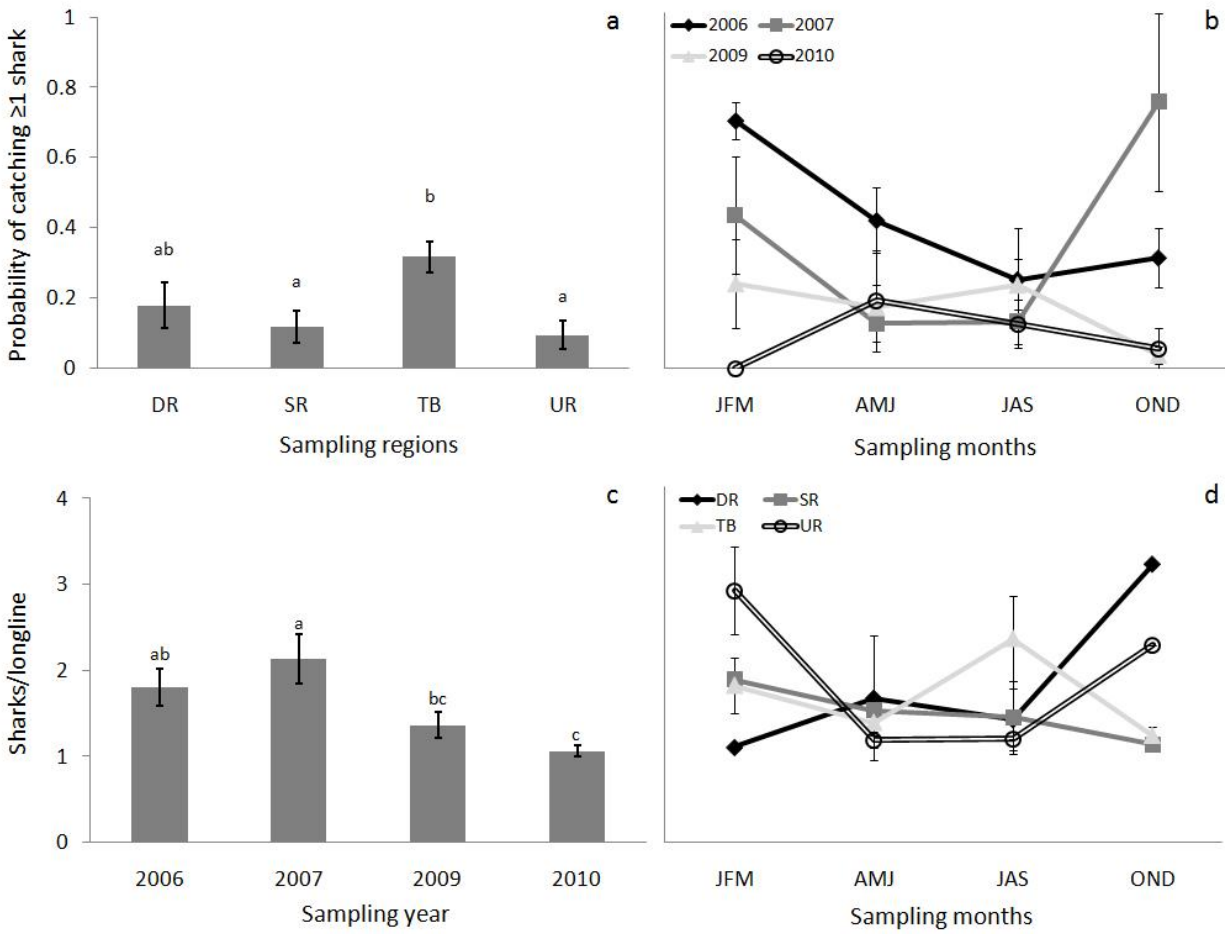 a
Probability of catching ≥1 shark
1
0.8
0.6
0.4
0.2
0
ab
a
b
a
DR SR TB UR
Sampling regions
b
2006 2007
2009 2010
JFM AMJ JAS OND
Sampling months
c
Sharks/longline
4
3
2
1
0
ab
a
bc
c
2006 2007 2009 2010
Sampling year
d
DR SR
TB UR
JFM AMJ JAS OND
Sampling months